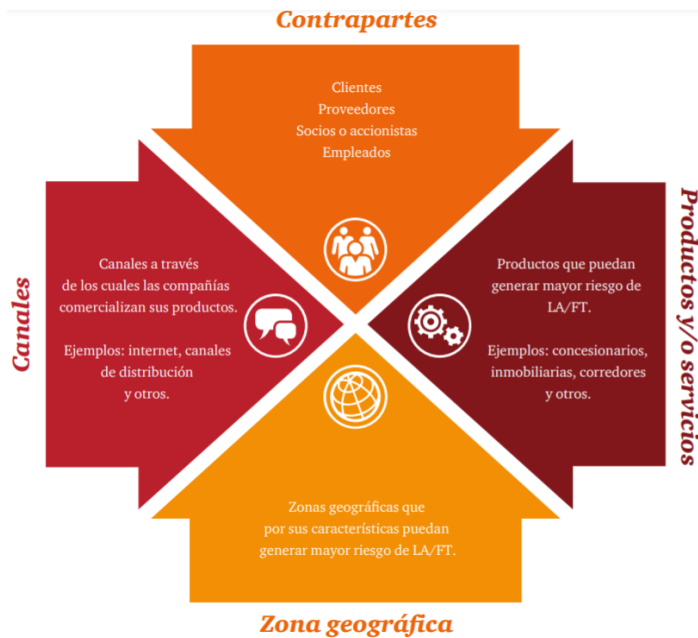 Contrapartes
Clientes
Proveedores
Socios o accionistas
Empleados
Canales
Canales a través
de los cuales las compañías
comercializan sus productos.
Ejemplos: internet, canales
de distribución
y otros.
Productos que puedan
generar mayor riesgo de
LA/FT.
Ejemplos: concesionarios,
inmobiliarias, corredores
y otros.
Productos y/o servicios
Zonas geográficas que
por sus característicias puedan
generar mayor riesgo de LA/FT.
Zona geográfica